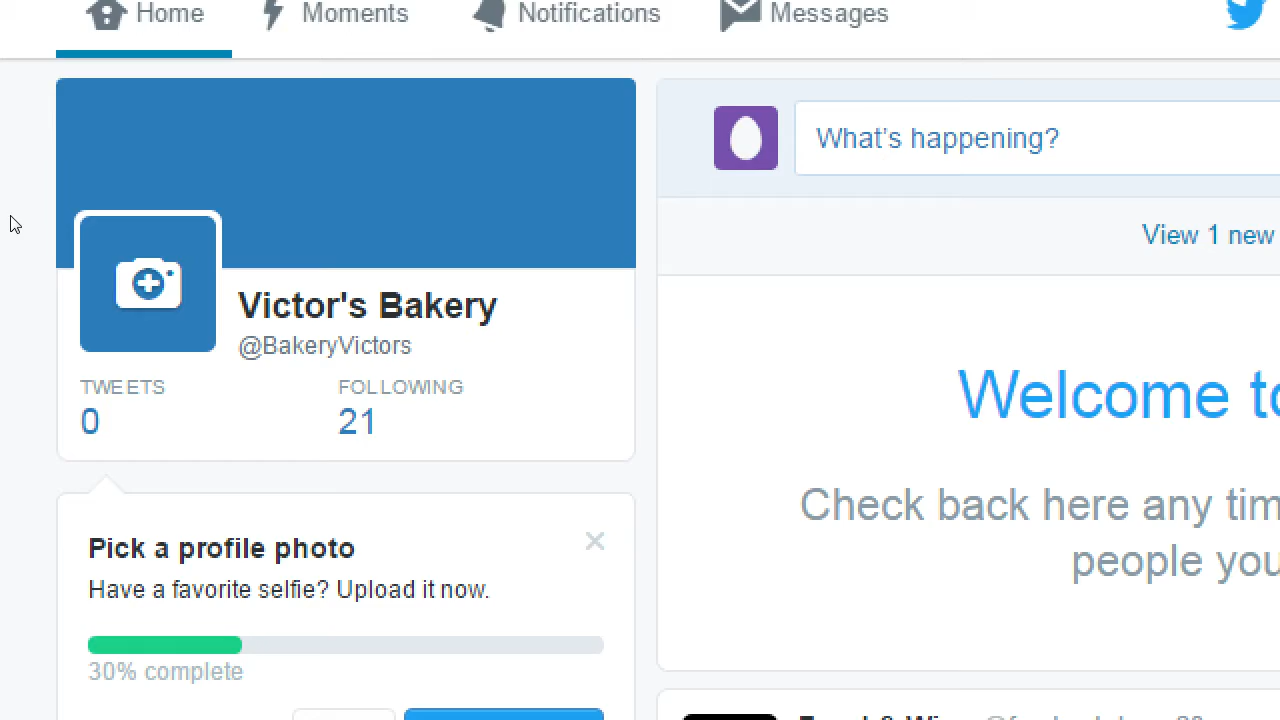 Home Moments Notifications Messages
What's happening?
View 1 new
Victor's Bakery
@BakeryVictors
TWEETS FOLLOWING
0 21
Welcome to
Check back here any tim
people you
Pick a profile photo
Have a favorite selfie? Upload it now.
30% complete